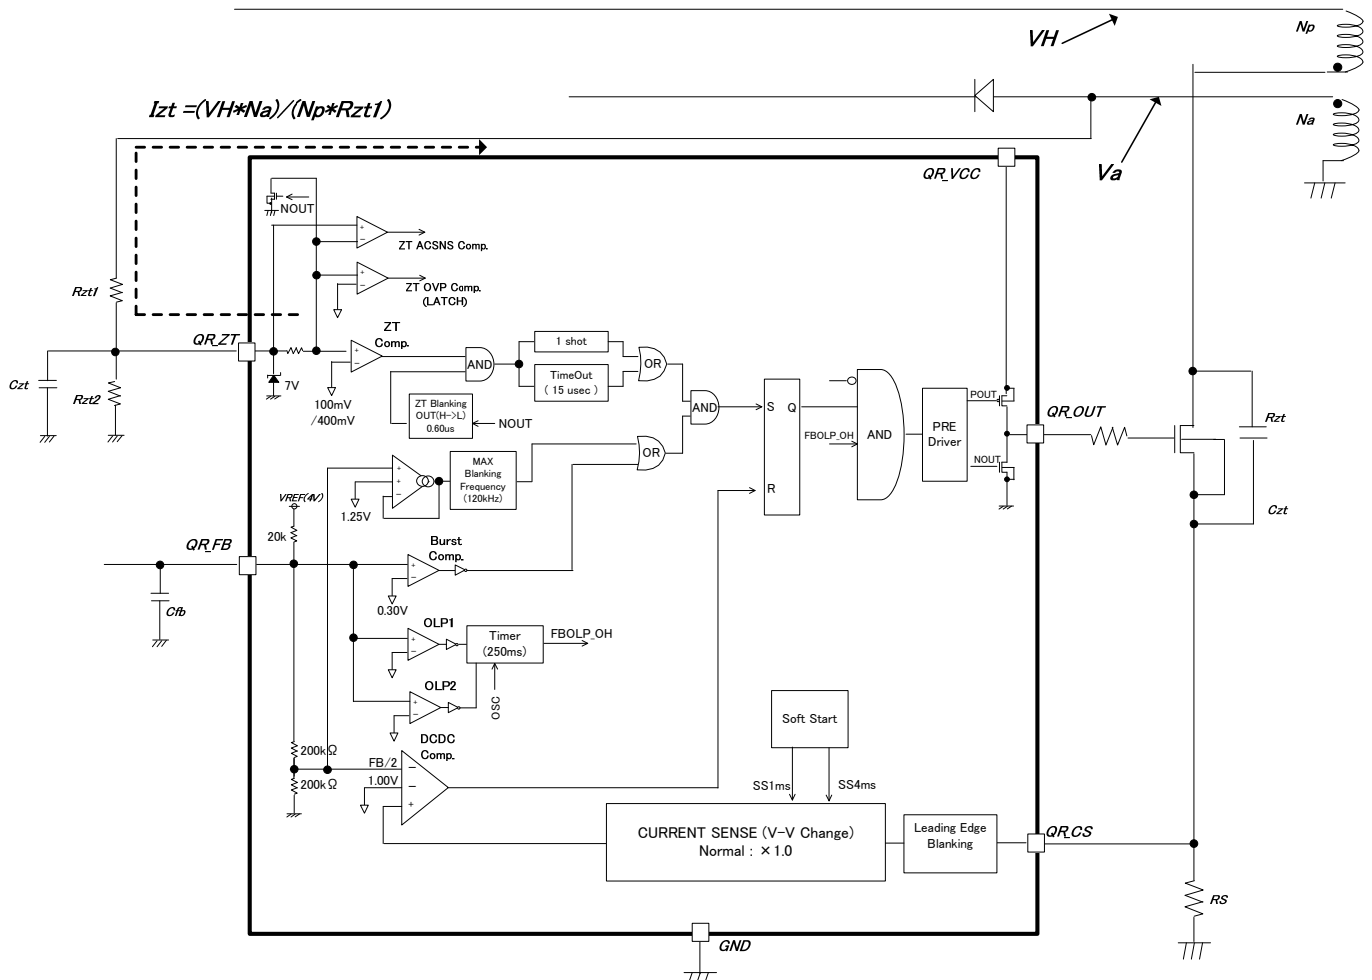 VH
Np
Izt =(VH*Na)/(Np*Rzt1)
Na
Va
QR_VCC
NOUT
ZT ACSNS Comp.
ZT OVP Comp.
(LATCH)
Rzt1
QR_ZT
ZT
Comp.
1 shot
TimeOut
( 15 usec )
AND
OR
7V
Czt
Rzt2
100mV
/400mV
ZT Blanking
OUT(H->L)
0.60us
NOUT
AND
S
Q
R
FBOLP_OH
AND
PRE
Driver
POUT
NOUT
QR_OUT
Rzt
Czt
OR
MAX
Blanking
Frequency
(120kHz)
1.25V
VREF(4V)
20k
QR_FB
Cfb
Burst
Comp.
0.30V
OLP1
Timer
(250ms)
FBOLP_OH
OLP2
OSC
200kΩ
200kΩ
DCDC
Comp.
FB/2
1.00V
Soft Start
SS1ms
SS4ms
CURRENT SENSE (V-V Change)
Normal : ×1.0
Leading Edge
Blanking
QR_CS
RS
GND